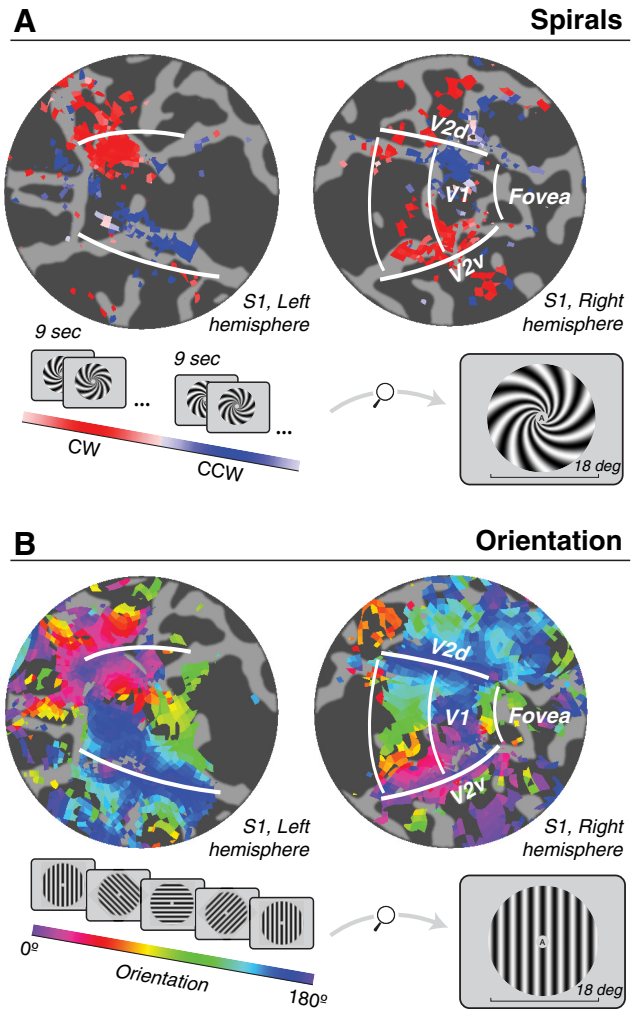 A
Spirals
V2d
V1
Fovea
V2v
S1, Left
hemisphere
S1, Right
hemisphere
9 sec
9 sec
...
...
CW
CCW
A
18 deg
B
Orientation
V2d
V1
Fovea
V2v
S1, Left
hemisphere
S1, Right
hemisphere
0º
Orientation
180º
A
18 deg